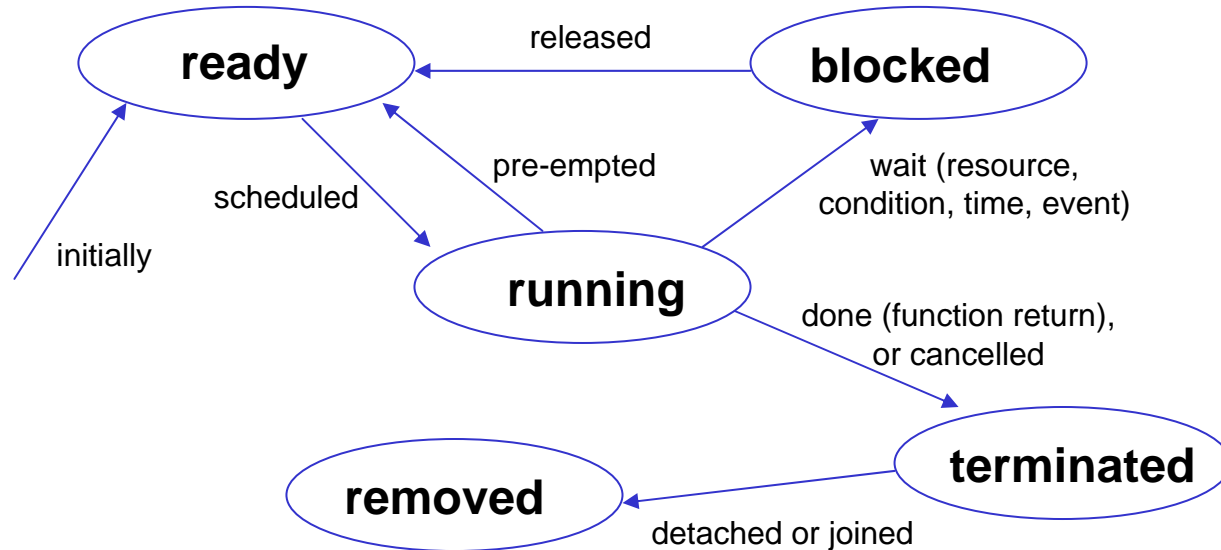 released
ready
blocked
pre-empted
wait (resource,
condition, time, event)
scheduled
initially
running
done (function return),
or cancelled
terminated
removed
detached or joined